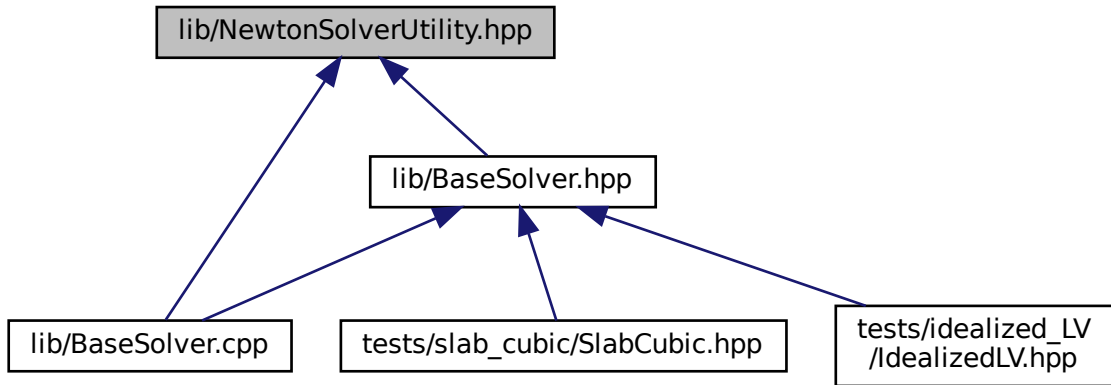 lib/NewtonSolverUtility.hpp
lib/BaseSolver.hpp
lib/BaseSolver.cpp
tests/slab_cubic/SlabCubic.hpp
tests/idealized_LV
/IdealizedLV.hpp